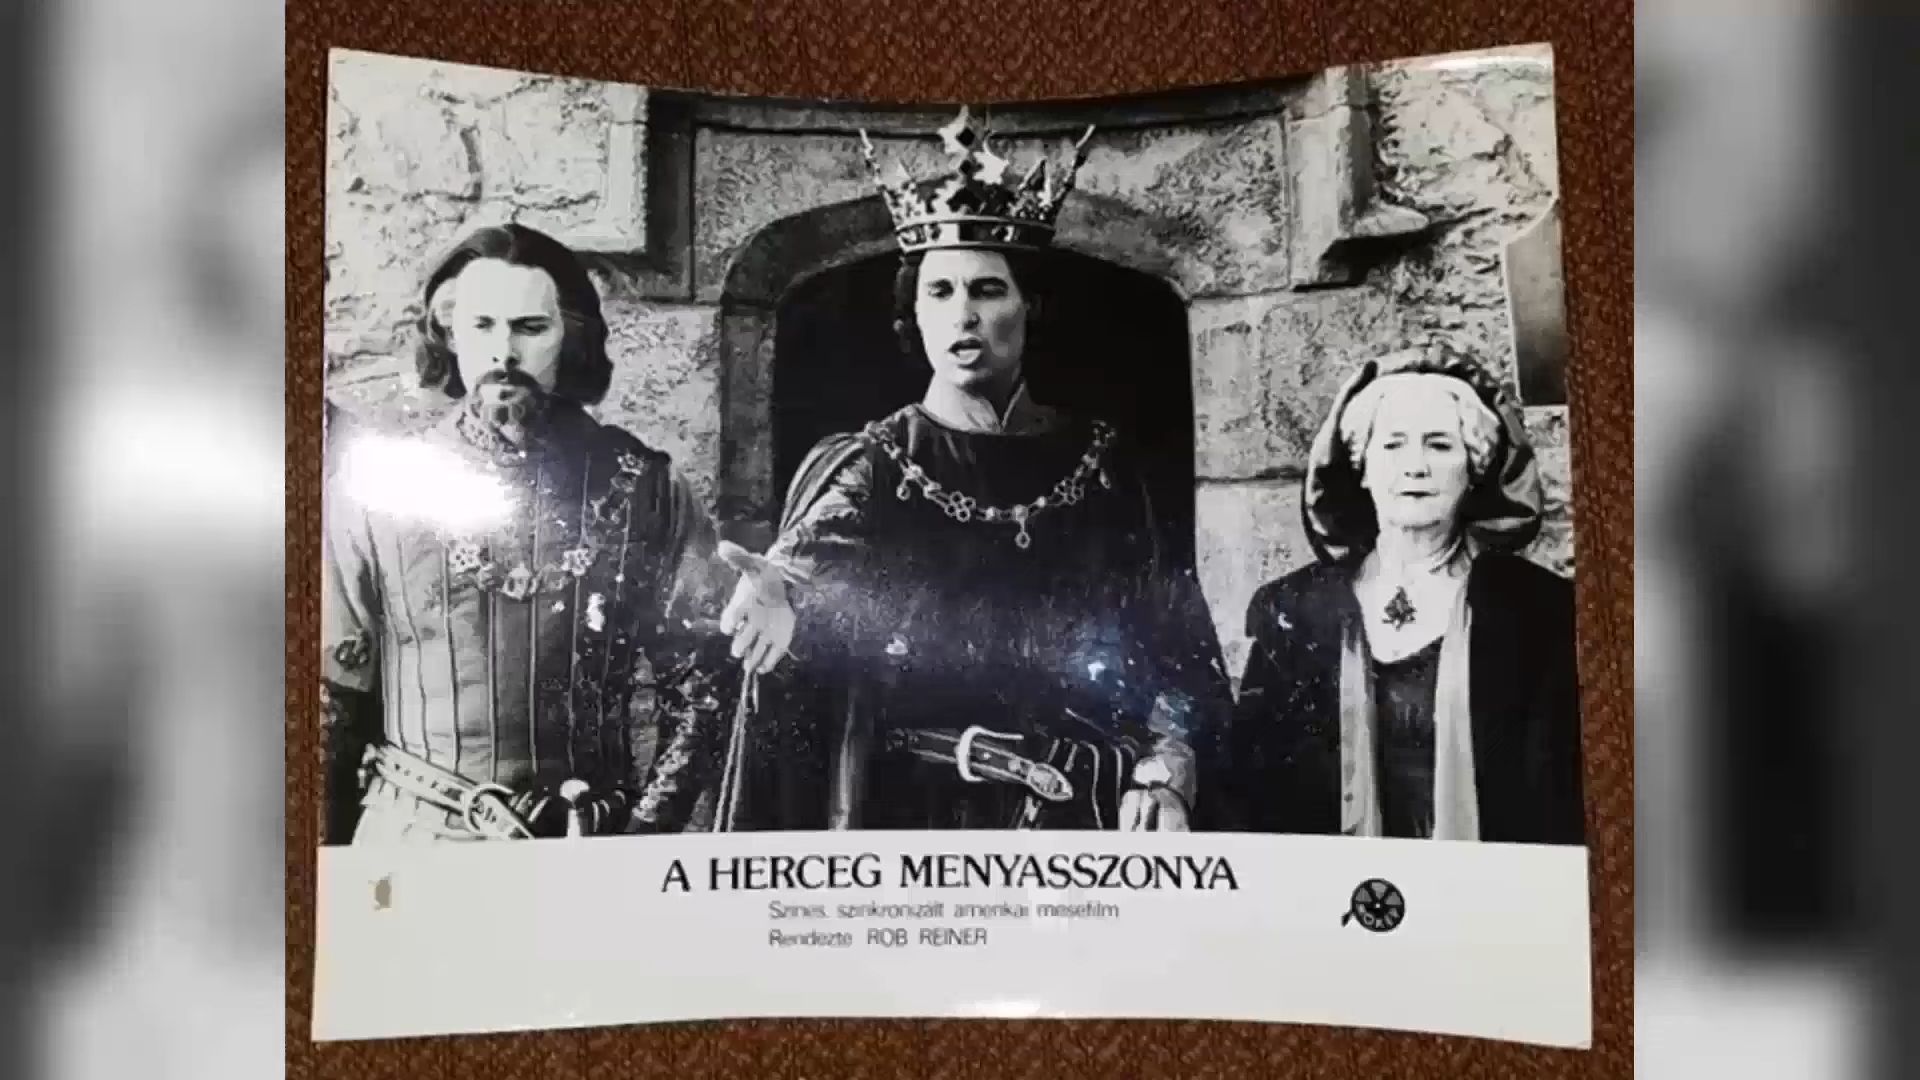 A HERCEG MENYASSZONYA
Színes, szinkronizált amerikai mesefilm
Rendezte ROB REINER